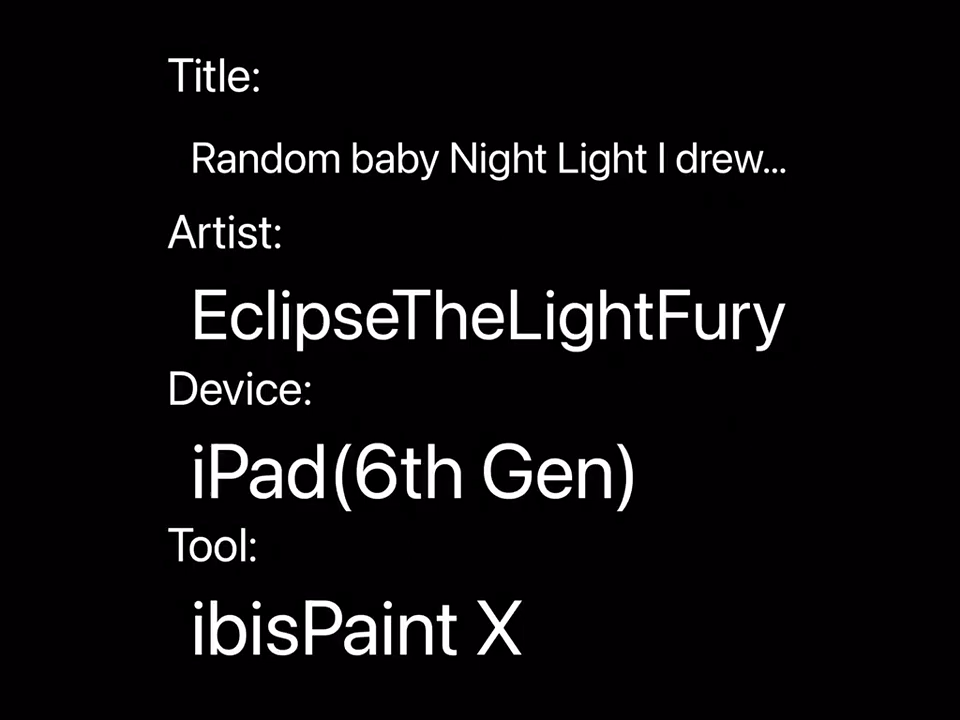 Title:
Random baby Night Light I drew...
Artist:
EclipseTheLightFury
Device:
iPad(6th Gen)
Tool:
ibisPaint X